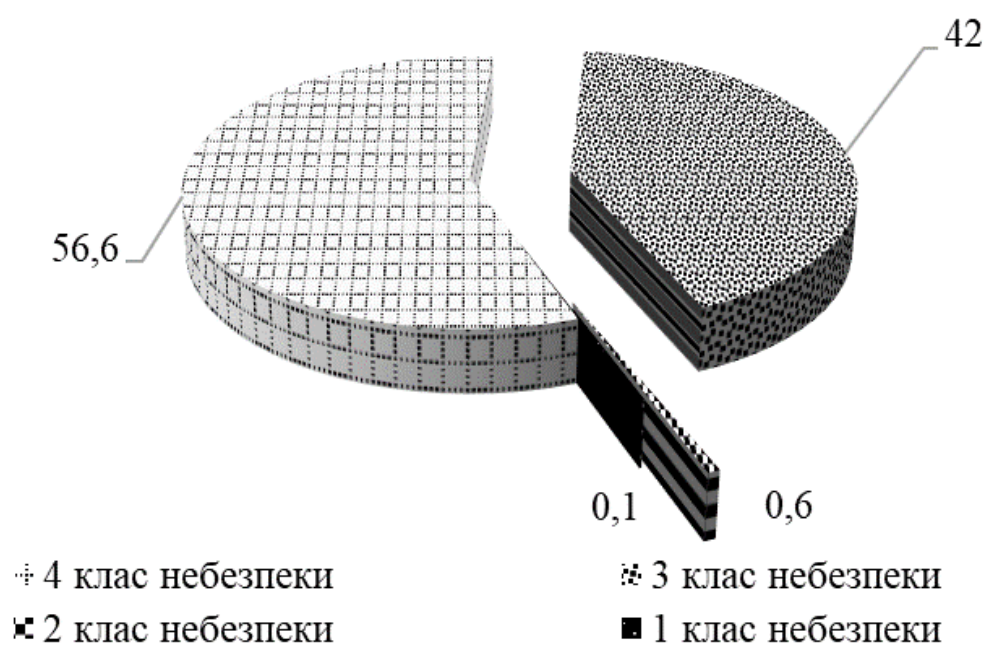 42
56,6
0,1
0,6
4 клас небезпеки
3 клас небезпеки
2 клас небезпеки
1 клас небезпеки